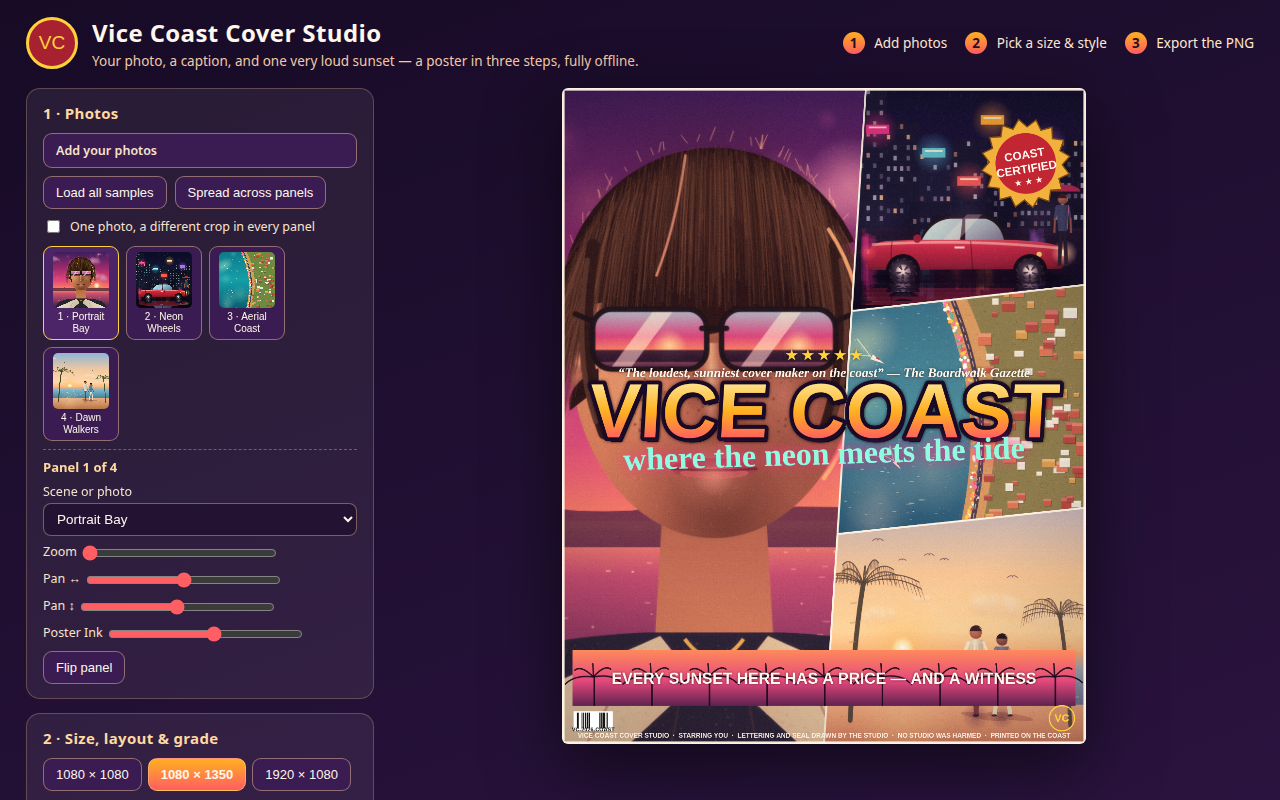 VC
Vice Coast Cover Studio
Your photo, a caption, and one very loud sunset — a poster in three steps, fully offline.
1 Add photos
2 Pick a size & style
3 Export the PNG
1 · Photos
Add your photos
Load all samples
Spread across panels
One photo, a different crop in every panel
1 · Portrait
Bay
2 · Neon
Wheels
3 · Aerial
Coast
4 · Dawn
Walkers
Panel 1 of 4
Scene or photo
Portrait Bay
Zoom
Pan ↔
Pan ↕
Poster Ink
Flip panel
2 · Size, layout & grade
1080 × 1080
1080 × 1350
1920 × 1080
COAST
CERTIFIED
★ ★ ★
★★★★★
“The loudest, sunniest cover maker on the coast” — The Boardwalk Gazette
VICE COAST
where the neon meets the tide
EVERY SUNSET HERE HAS A PRICE — AND A WITNESS
VC
VICE COAST COVER STUDIO · STARRING YOU · LETTERING AND SEAL DRAWN BY THE STUDIO · NO STUDIO WAS HARMED · PRINTED ON THE COAST